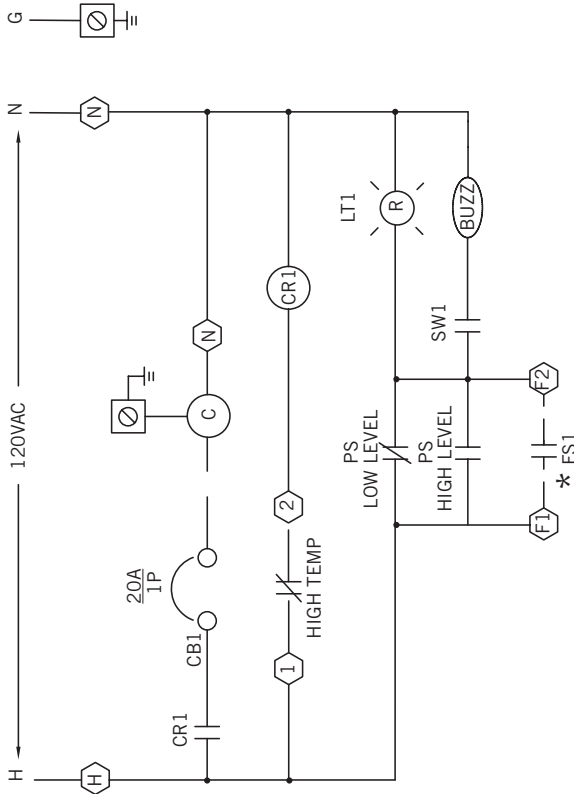 H
120VAC
N
G
H
N
CR1
CB1
20A
1P
C
N
1
HIGH TEMP
2
CR1
PS
LOW LEVEL
LT1
R
PS
HIGH LEVEL
SW1
BUZZ
F1
* FS1
F2